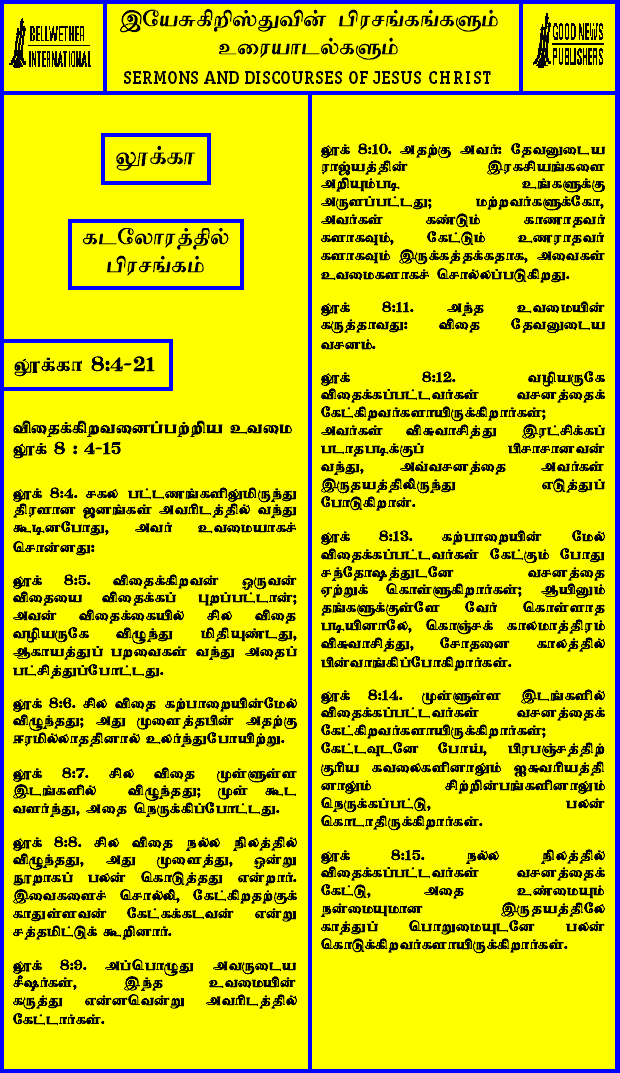 BELLWETHER
INTERNATIONAL
இயேசுகிறிஸ்துவின் பிரசங்கங்களும்
உரையாடல்களும்
SERMONS AND DISCOURSES OF JESUS CHRIST
GOOD NEWS
PUBLISHERS
லூக்கா
கடலோரத்தில்
பிரசங்கம்
லூக்கா 8:4-21
விதைக்கிறவனைப்பற்றிய உவமை
லூக் 8 : 4-15
லூக் 8:4. சகல பட்டணங்களிலுமிருந்து
திரளான ஜனங்கள் அவரிடத்தில் வந்து
கூடினபோது, அவர் உவமையாகச்
சொன்னது:
லூக் 8:5. விதைக்கிறவன் ஒருவன்
விதையை விதைக்கப் புறப்பட்டான்;
அவன் விதைக்கையில் சில விதை
வழியருகே விழுந்து மிதியுண்டது,
ஆகாயத்துப் பறவைகள் வந்து அதைப்
பட்சித்துப்போட்டது.
லூக் 8:6. சில விதை கற்பாறையின்மேல்
விழுந்தது; அது முளைத்தபின் அதற்கு
ஈரமில்லாததினால் உலர்ந்துபோயிற்று.
லூக் 8:7. சில விதை முள்ளுள்ள
இடங்களில் விழுந்தது; முள் கூட
வளர்ந்து, அதை நெருக்கிப்போட்டது.
லூக் 8:8. சில விதை நல்ல நிலத்தில்
விழுந்தது, அது முளைத்து, ஒன்று
நூறாகப் பலன் கொடுத்தது என்றார்.
இவைகளைச் சொல்லி, கேட்கிறதற்குக்
காதுள்ளவன் கேட்கக்கடவன் என்று
சத்தமிட்டுக் கூறினார்.
லூக் 8:9. அப்பொழுது அவருடைய
சீஷர்கள், இந்த உவமையின்
கருத்து என்னவென்று அவரிடத்தில்
கேட்டார்கள்.
லூக் 8:10. அதற்கு அவர்: தேவனுடைய
ராஜ்யத்தின் இரகசியங்களை
அறியும்படி உங்களுக்கு
அருளப்பட்டது; மற்றவர்களுக்கோ,
அவர்கள் கண்டும் காணாதவர்
களாகவும், கேட்டும் உணராதவர்
களாகவும் இருக்கத்தக்கதாக, அவைகள்
உவமைகளாகச் சொல்லப்படுகிறது.
லூக் 8:11. அந்த உவமையின்
கருத்தாவது: விதை தேவனுடைய
வசனம்.
லூக் 8:12. வழியருகே
விதைக்கப்பட்டவர்கள் வசனத்தைக்
கேட்கிறவர்களாயிருக்கிறார்கள்;
அவர்கள் விசுவாசித்து இரட்சிக்கப்
படாதபடிக்குப் பிசாசானவன்
வந்து, அவ்வசனத்தை அவர்கள்
இருதயத்திலிருந்து எடுத்துப்
போடுகிறான்.
லூக் 8:13. கற்பாறையின் மேல்
விதைக்கப்பட்டவர்கள் கேட்கும் போது
சந்தோஷத்துடனே வசனத்தை
ஏற்றுக் கொள்ளுகிறார்கள்; ஆயினும்
தங்களுக்குள்ளே வேர் கொள்ளாத
படியினாலே, கொஞ்சக் காலமாத்திரம்
விசுவாசித்து, சோதனை காலத்தில்
பின்வாங்கிப்போகிறார்கள்.
லூக் 8:14. முள்ளுள்ள இடங்களில்
விதைக்கப்பட்டவர்கள் வசனத்தைக்
கேட்கிறவர்களாயிருக்கிறார்கள்;
கேட்டவுடனே போய், பிரபஞ்சத்திற்
குரிய கவலைகளினாலும் ஐசுவரியத்தி
னாலும் சிற்றின்பங்களினாலும்
நெருக்கப்பட்டு, பலன்
கொடாதிருக்கிறார்கள்.
லூக் 8:15. நல்ல நிலத்தில்
விதைக்கப்பட்டவர்கள் வசனத்தைக்
கேட்டு, அதை உண்மையும்
நன்மையுமான இருதயத்திலே
காத்துப் பொறுமையுடனே பலன்
கொடுக்கிறவர்களாயிருக்கிறார்கள்.